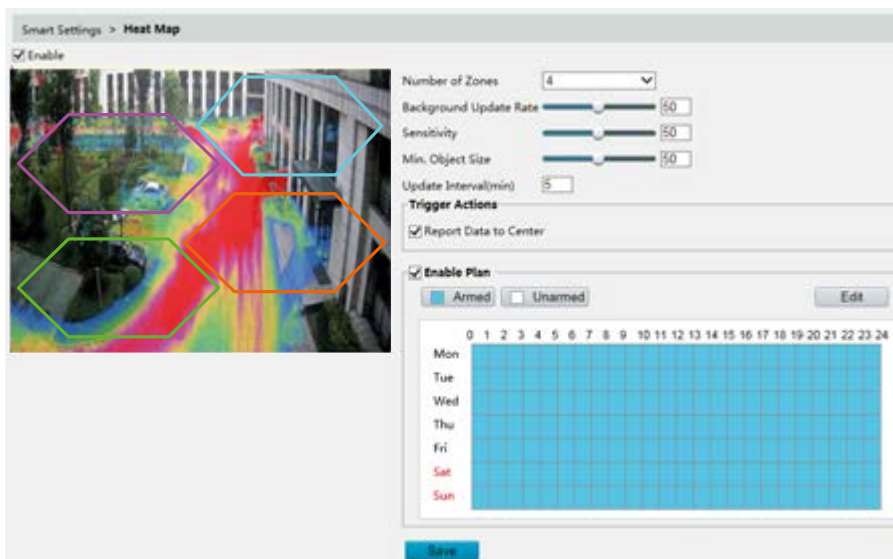 Smart Settings > Heat Map
Enable
Number of Zones 4
Background Update Rate 50
Sensitivity 50
Min. Object Size 50
Update Interval(min) 5
Trigger Actions
Report Data to Center
Enable Plan
Armed Unarmed Edit
0 1 2 3 4 5 6 7 8 9 10 11 12 13 14 15 16 17 18 19 20 21 22 23 24
Mon
Tue
Wed
Thu
Fri
Sat
Sun
Save